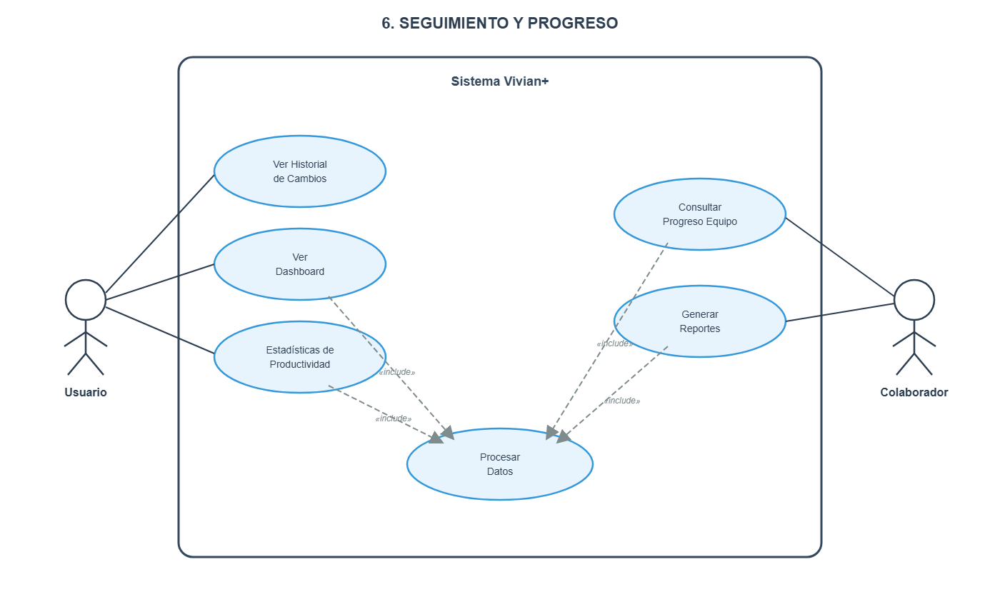 6. SEGUIMIENTO Y PROGRESO
Sistema Vivian+
Ver Historial
de Cambios
Ver
Dashboard
Estadísticas de
Productividad
Consultar
Progreso Equipo
Generar
Reportes
«include»
«include»
«include»
«include»
Procesar
Datos
Usuario
Colaborador